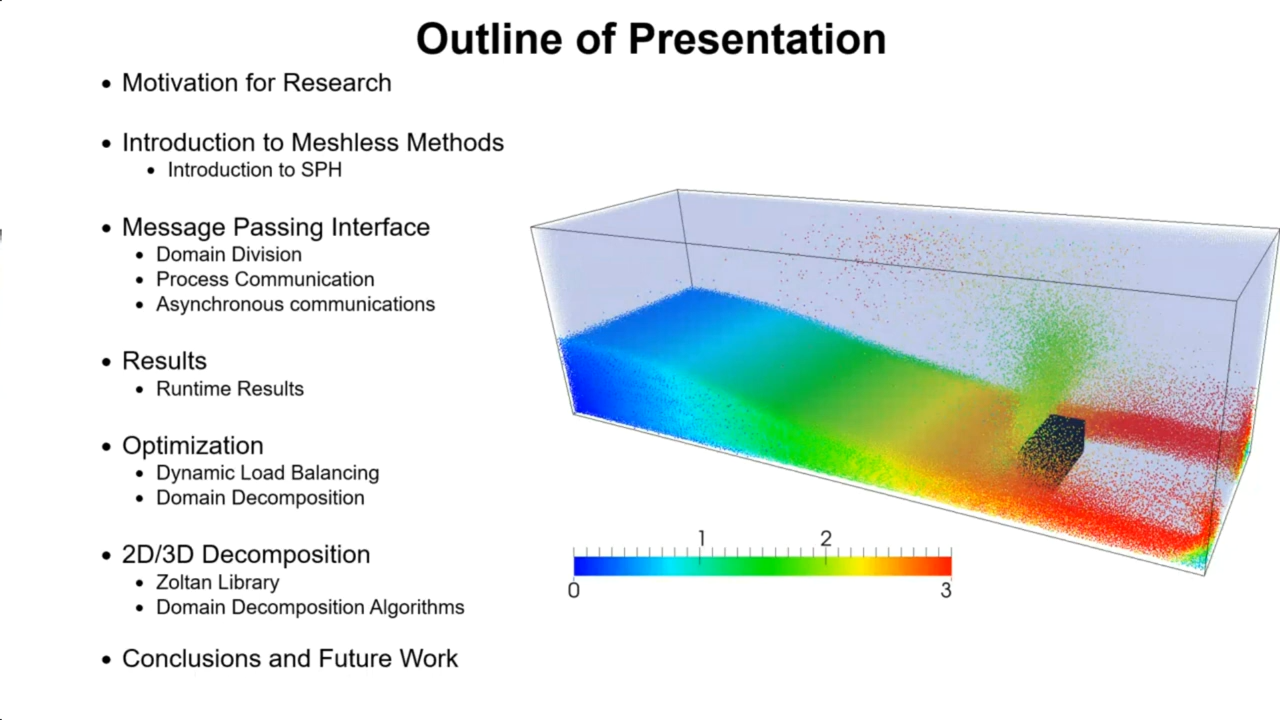 Outline of Presentation
• Motivation for Research
• Introduction to Meshless Methods
• Introduction to SPH
• Message Passing Interface
• Domain Division
• Process Communication
• Asynchronous communications
• Results
• Runtime Results
• Optimization
• Dynamic Load Balancing
• Domain Decomposition
• 2D/3D Decomposition
• Zoltan Library
• Domain Decomposition Algorithms
• Conclusions and Future Work
1 2
0 3